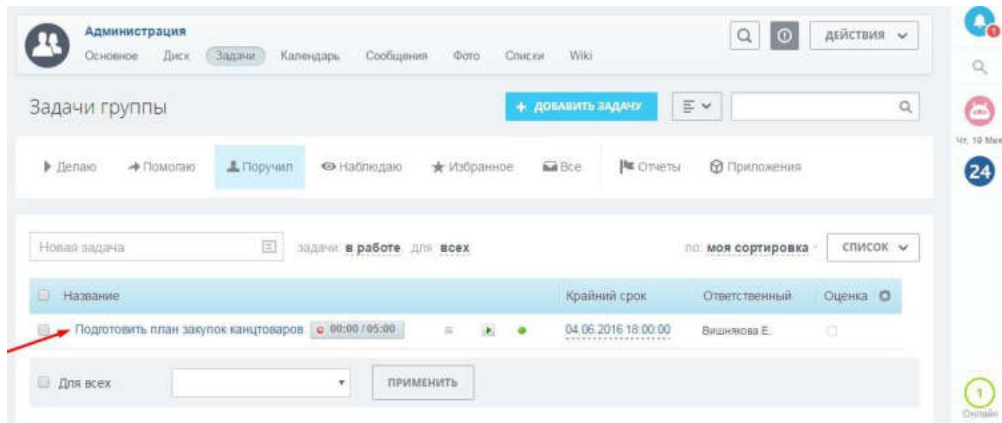 Администрация
Основное Диск Задачи Календарь Сообщения Фото Списки Wiki
ДЕЙСТВИЯ
Задачи группы
+ ДОБАВИТЬ ЗАДАЧУ
Чт, 19 Мая
Делаю Помогаю Поручил Наблюдаю Избранное Все Отчеты Приложения
24
Новая задача
задачи: в работе, для всех
по: моя сортировка
СПИСОК
Название Крайний срок Ответственный Оценка
Подготовить план закупок канцтоваров 00:00 / 05:00 04.06.2016 18:00:00 Вишнякова Е.
Для всех
ПРИМЕНИТЬ
1
Онлайн